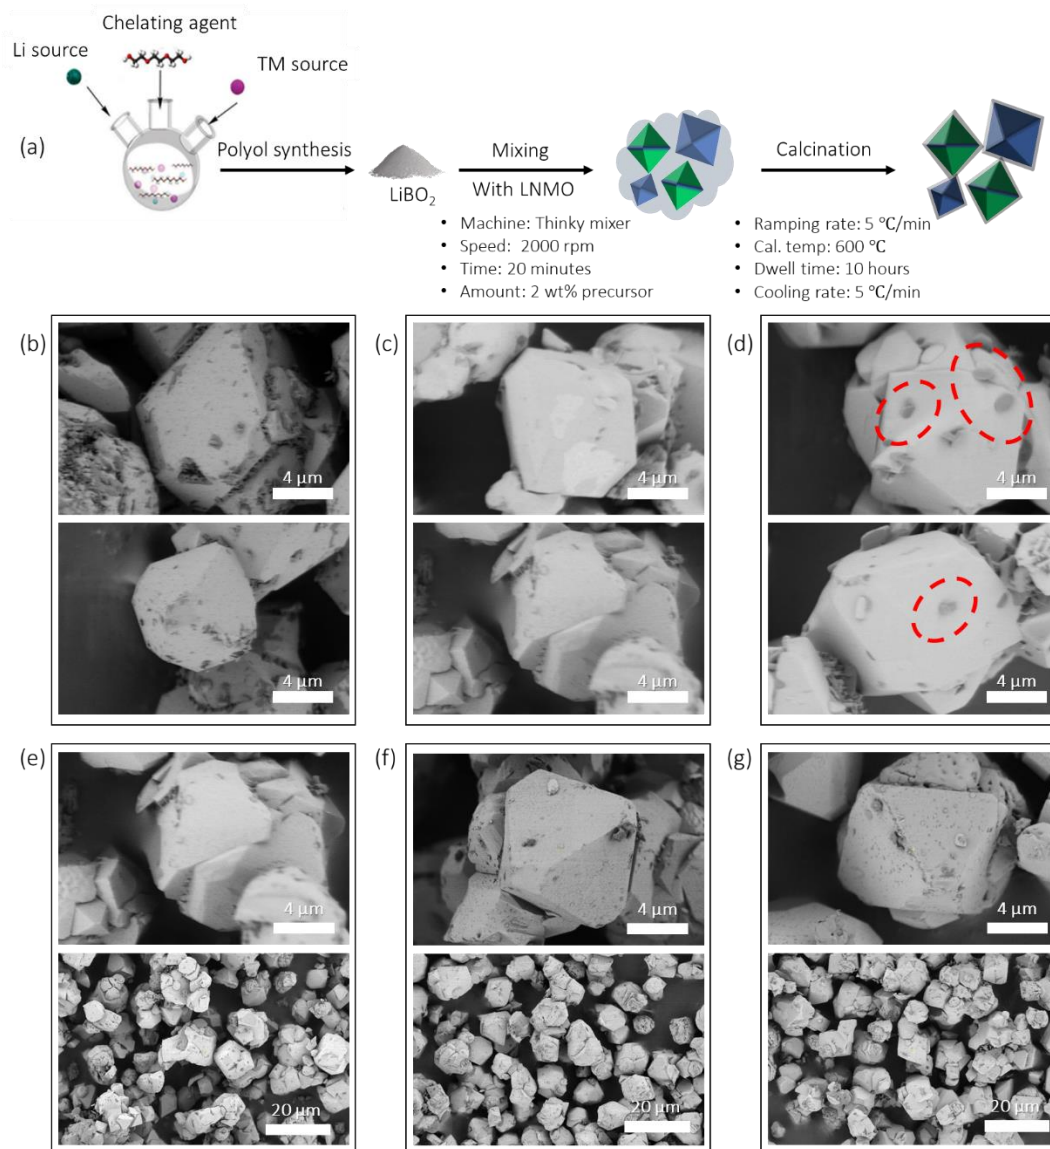 Chelating agent
Li source
TM source
(a)
Polyol synthesis
LiBO₂
Mixing
With LNMO
• Machine: Thinky mixer
• Speed: 2000 rpm
• Time: 20 minutes
• Amount: 2 wt% precursor
Calcination
• Ramping rate: 5 °C/min
• Cal. temp: 600 °C
• Dwell time: 10 hours
• Cooling rate: 5 °C/min
(b)
4 μm
4 μm
(c)
4 μm
4 μm
(d)
4 μm
4 μm
(e)
4 μm
20 μm
(f)
4 μm
20 μm
(g)
4 μm
20 μm